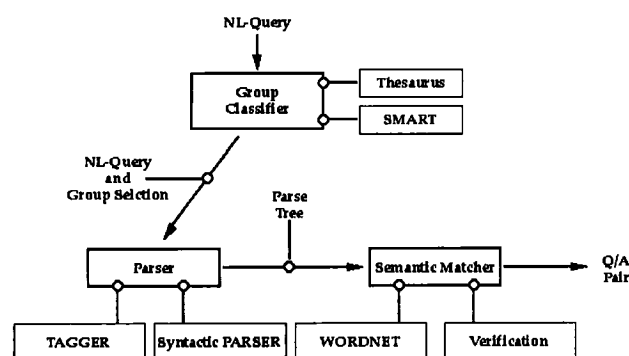 NL-Query
Group
Classifier
Thesaurus
SMART
NL-Query
and
Group Selction
Parse
Tree
Parser
Semantic Matcher
Q/A
Pair
TAGGER
Syntactic PARSER
WORDNET
Verification